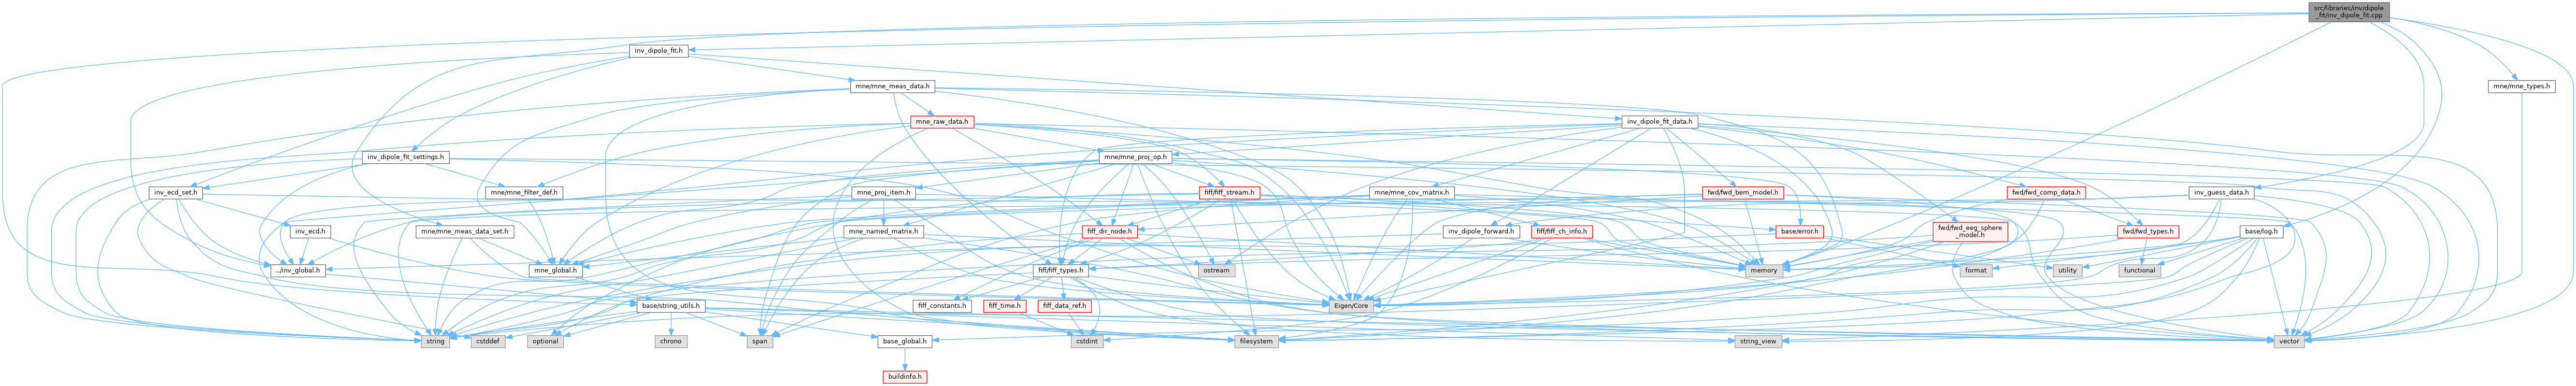 src/libraries/inv/dipole
_fit/inv_dipole_fit.cpp
inv_dipole_fit.h
mne/mne_meas_data.h
mne/mne_types.h
mne_raw_data.h
inv_dipole_fit_data.h
inv_dipole_fit_settings.h
mne/mne_proj_op.h
inv_ecd_set.h
mne/mne_filter_def.h
mne_proj_item.h
fiff/fiff_stream.h
mne/mne_cov_matrix.h
fwd/fwd_bem_model.h
fwd/fwd_comp_data.h
inv_guess_data.h
inv_ecd.h
mne/mne_meas_data_set.h
mne_named_matrix.h
fiff_dir_node.h
inv_dipole_forward.h
fiff/fiff_ch_info.h
base/error.h
fwd/fwd_eeg_sphere
_model.h
fwd/fwd_types.h
base/log.h
../inv_global.h
mne_global.h
fiff/fiff_types.h
ostream
memory
format
utility
functional
base/string_utils.h
fiff_constants.h
fiff_time.h
fiff_data_ref.h
Eigen/Core
string
cstddef
optional
chrono
span
base_global.h
cstdint
filesystem
string_view
vector
buildinfo.h